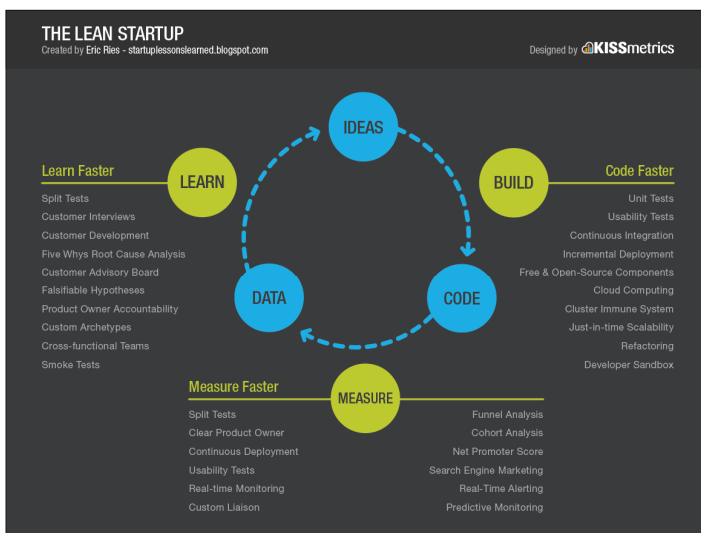 THE LEAN STARTUP
Created by Eric Ries - startuplessonslearned.blogspot.com
Designed by KISSmetrics
IDEAS
LEARN
BUILD
DATA
CODE
MEASURE
Learn Faster
Split Tests
Customer Interviews
Customer Development
Five Whys Root Cause Analysis
Customer Advisory Board
Falsifiable Hypotheses
Product Owner Accountability
Custom Archetypes
Cross-functional Teams
Smoke Tests
Code Faster
Unit Tests
Usability Tests
Continuous Integration
Incremental Deployment
Free & Open-Source Components
Cloud Computing
Cluster Immune System
Just-in-time Scalability
Refactoring
Developer Sandbox
Measure Faster
Split Tests
Clear Product Owner
Continuous Deployment
Usability Tests
Real-time Monitoring
Custom Liaison
Funnel Analysis
Cohort Analysis
Net Promoter Score
Search Engine Marketing
Real-Time Alerting
Predictive Monitoring